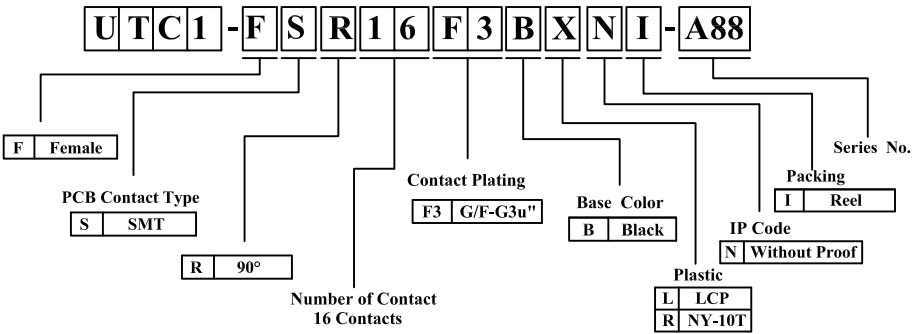 UTC1-FSR16F3BXNI-A88
F Female
PCB Contact Type
S SMT
R 90°
Number of Contact
16 Contacts
Contact Plating
F3 G/F-G3u"
Base Color
B Black
Plastic
L LCP
R NY-10T
IP Code
N Without Proof
Packing
I Reel
Series No.